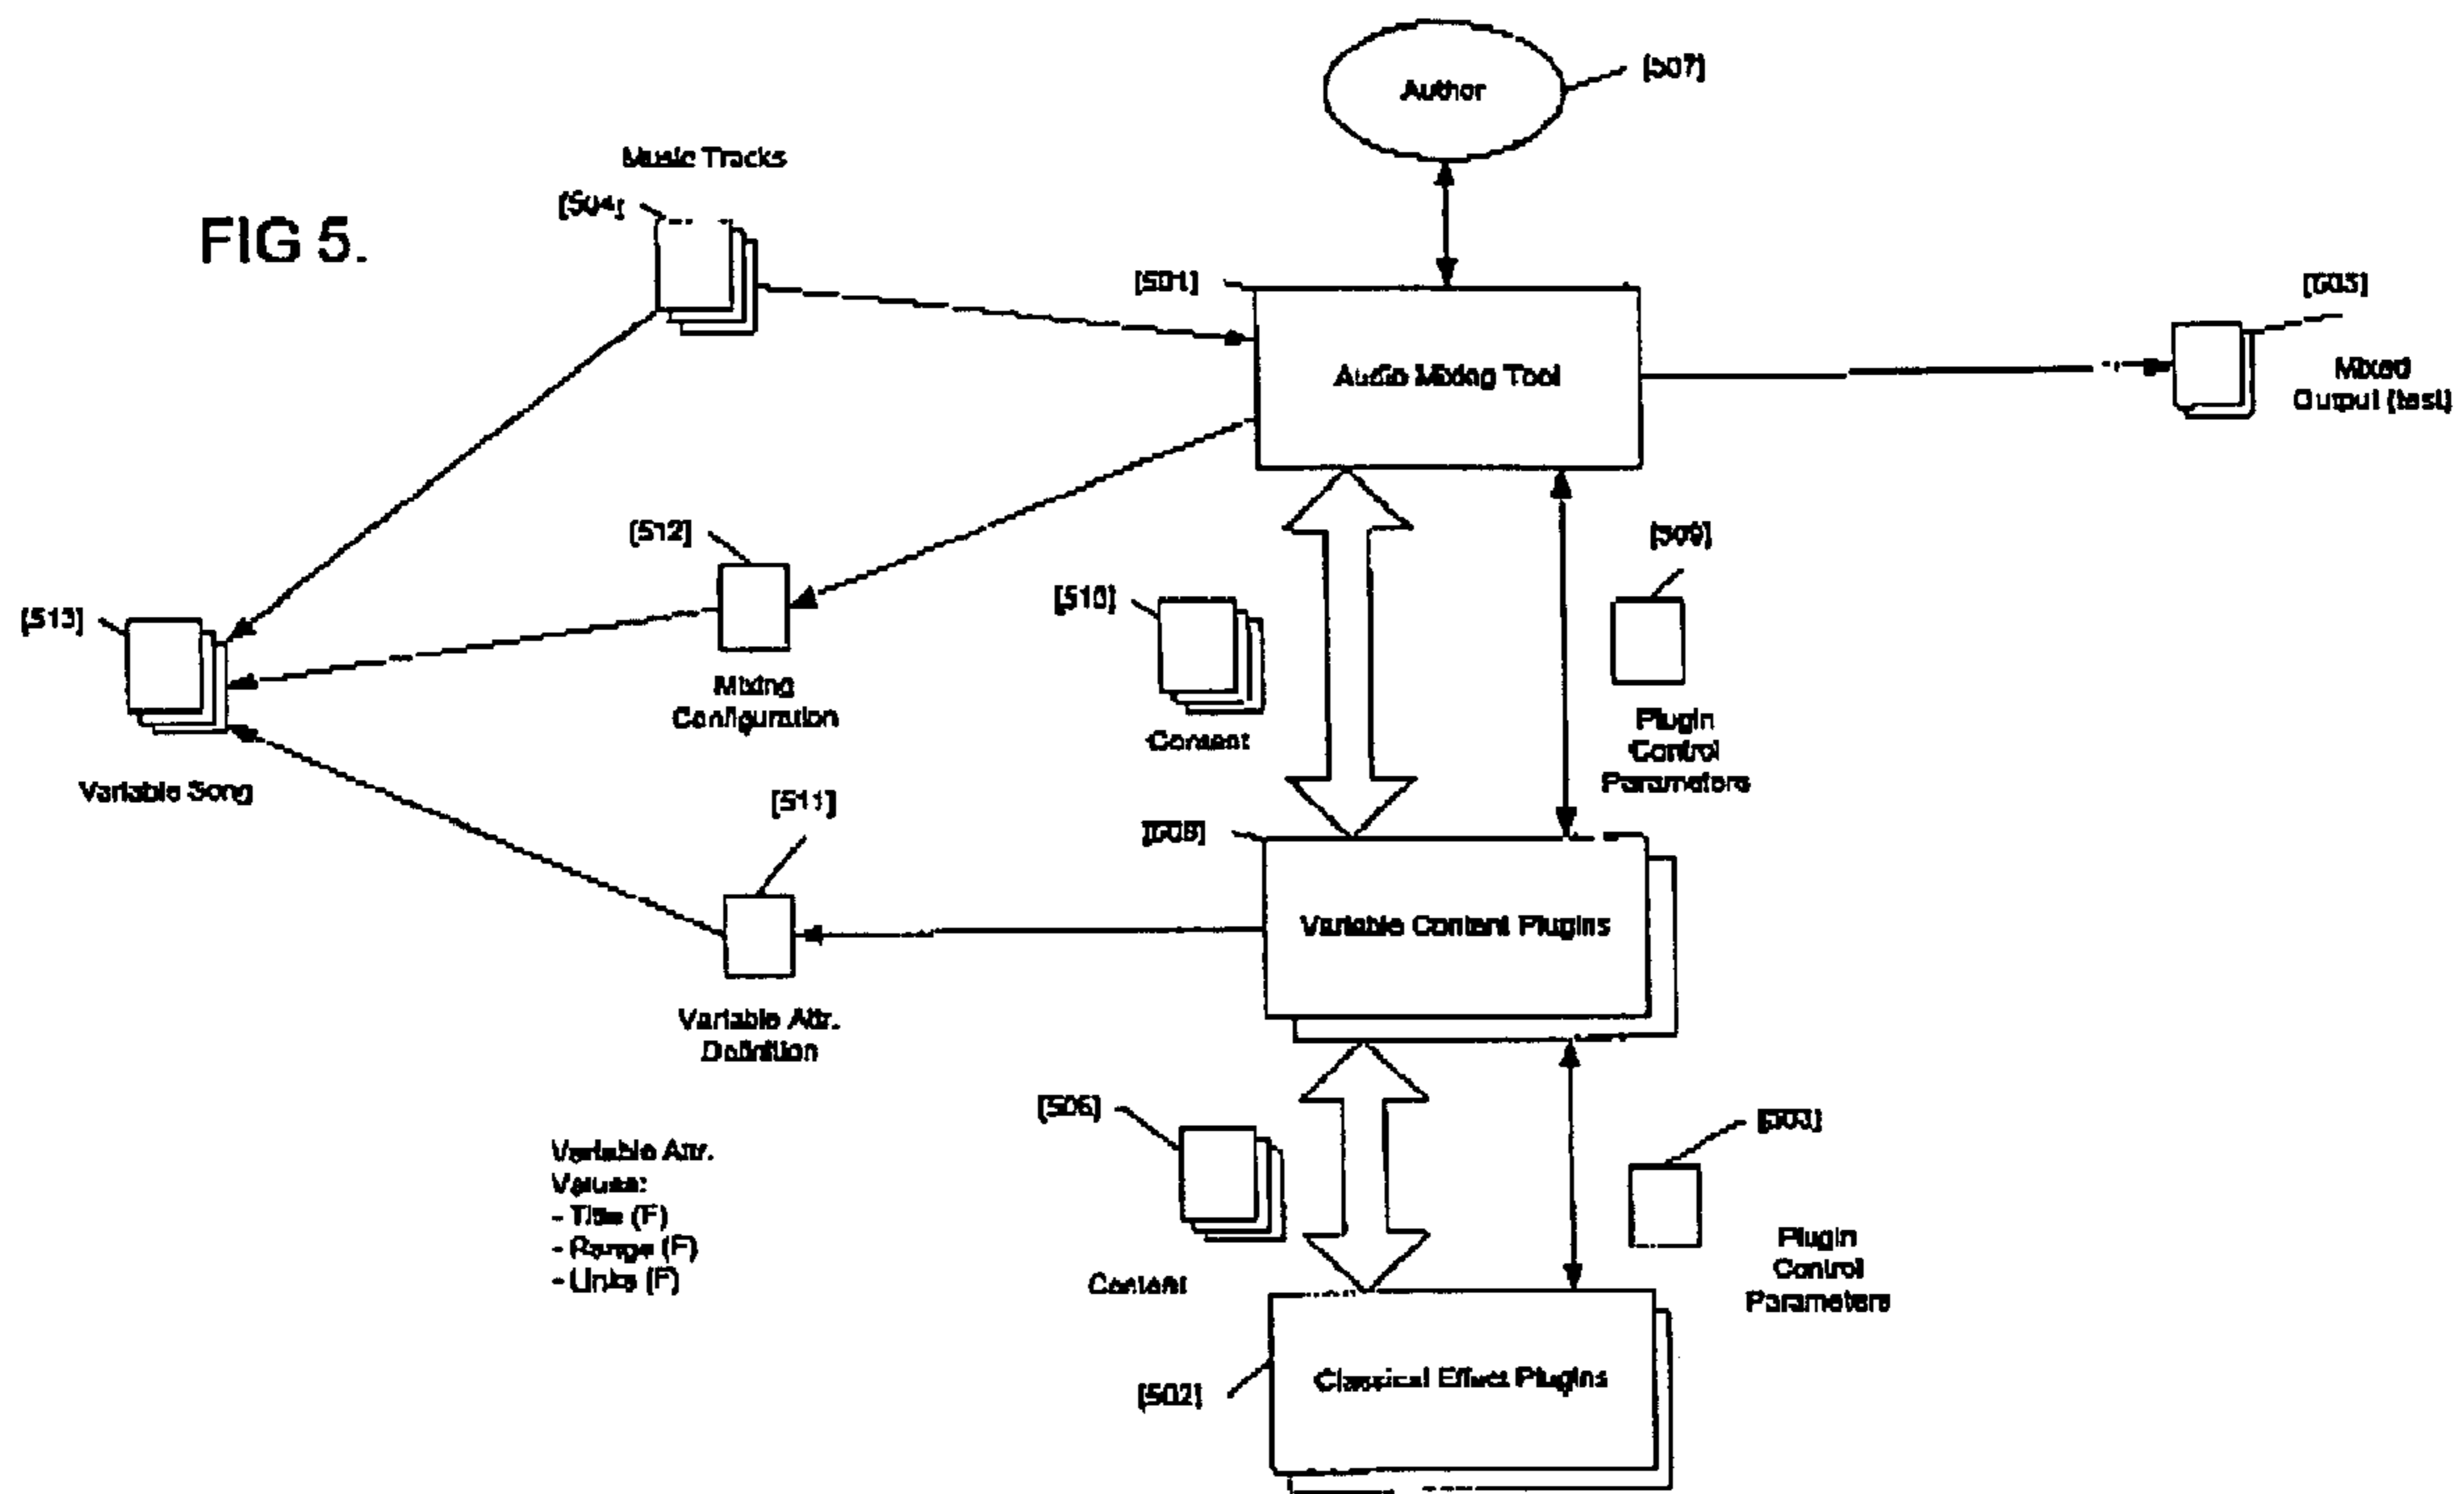 FIG 5.
Author
[507]
Music Tracks
[504]
[501]
Audio Mixing Tool
Mixed
Output (test)
[512]
Mixing
Configuration
[513]
Variable Song
[510]
Content
[509]
Plugin
Control
Parameters
[511]
Variable Attr.
Definition
Variable Content Plugins
Variable Attr.
Values:
- Title (F)
- Range (F)
- Links (F)
[506]
Content
Plugin
Control
Parameters
[502]
Classical Effect Plugins